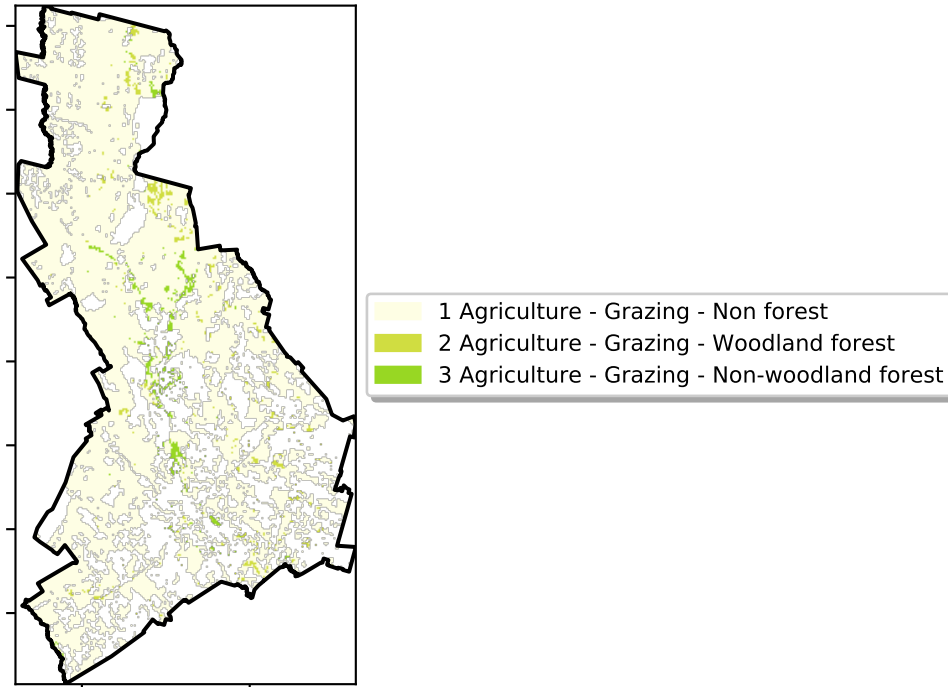 1 Agriculture - Grazing - Non forest
2 Agriculture - Grazing - Woodland forest
3 Agriculture - Grazing - Non-woodland forest